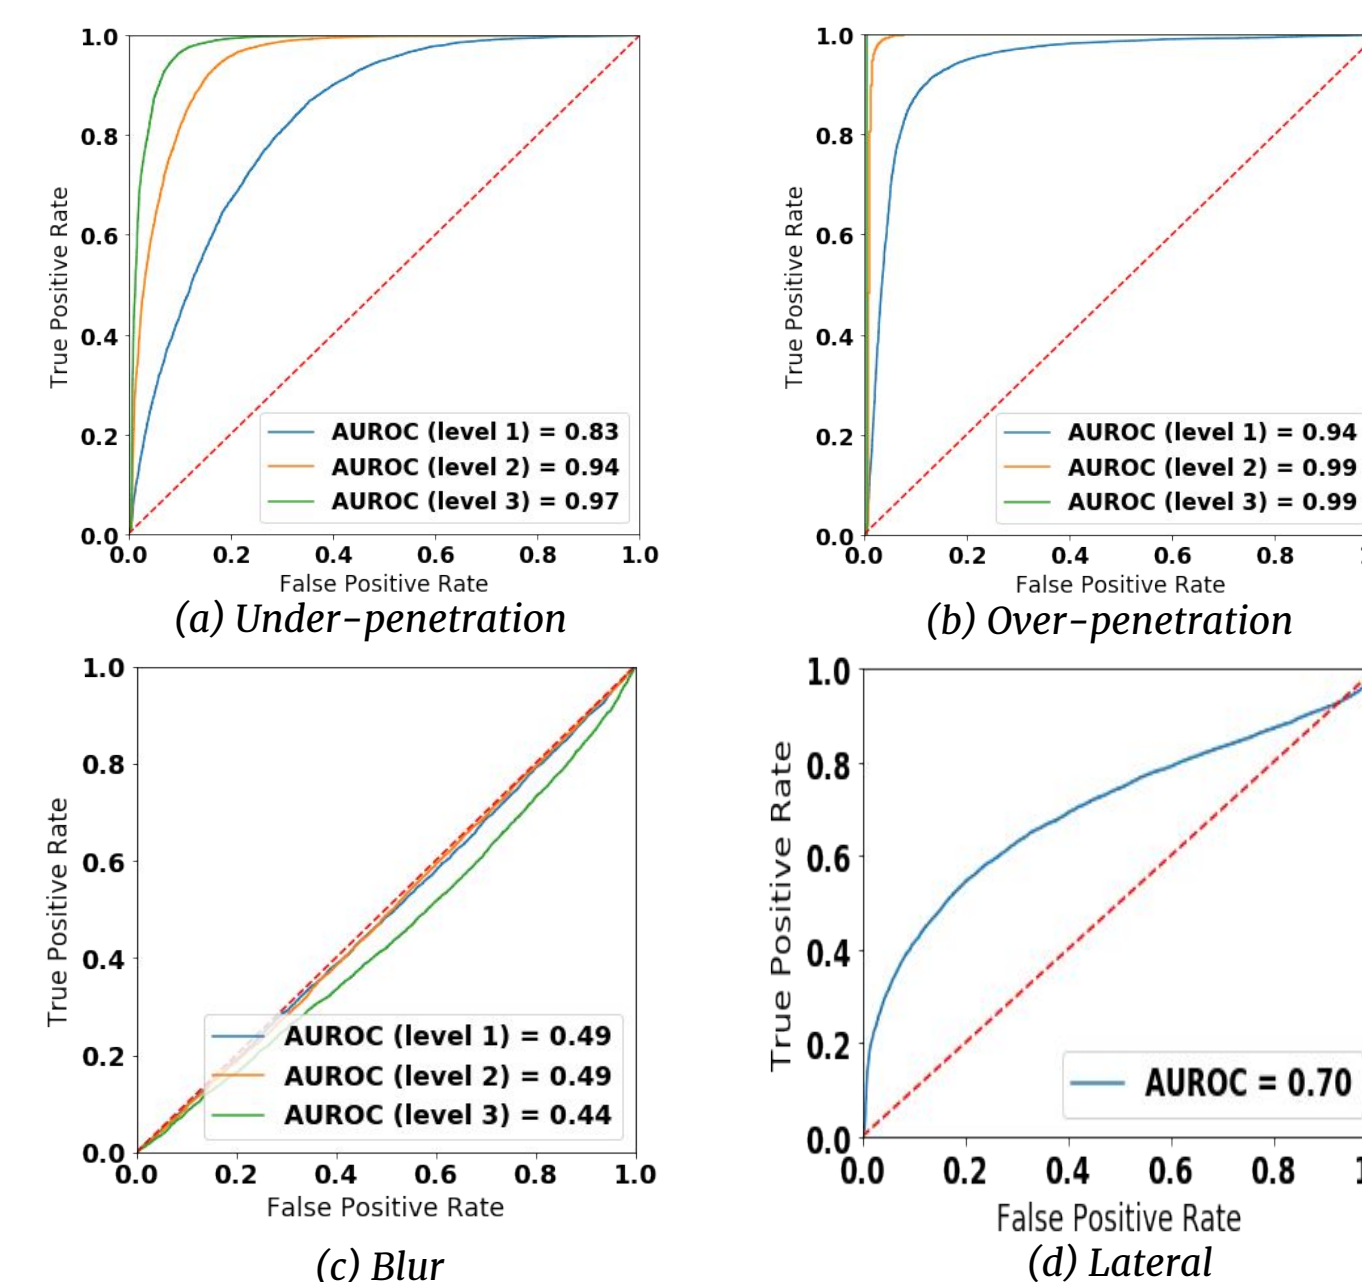 1.0
0.8
0.6
0.4
0.2
0.0
True Positive Rate
AUROC (level 1) = 0.83
AUROC (level 2) = 0.94
AUROC (level 3) = 0.97
0.0 0.2 0.4 0.6 0.8 1.0
False Positive Rate
(a) Under-penetration
1.0
0.8
0.6
0.4
0.2
0.0
True Positive Rate
AUROC (level 1) = 0.94
AUROC (level 2) = 0.99
AUROC (level 3) = 0.99
0.0 0.2 0.4 0.6 0.8
False Positive Rate
(b) Over-penetration
1.0
0.8
0.6
0.4
0.2
0.0
True Positive Rate
AUROC (level 1) = 0.49
AUROC (level 2) = 0.49
AUROC (level 3) = 0.44
0.0 0.2 0.4 0.6 0.8 1.0
False Positive Rate
(c) Blur
1.0
0.8
0.6
0.4
0.2
0.0
True Positive Rate
AUROC = 0.70
0.0 0.2 0.4 0.6 0.8
False Positive Rate
(d) Lateral